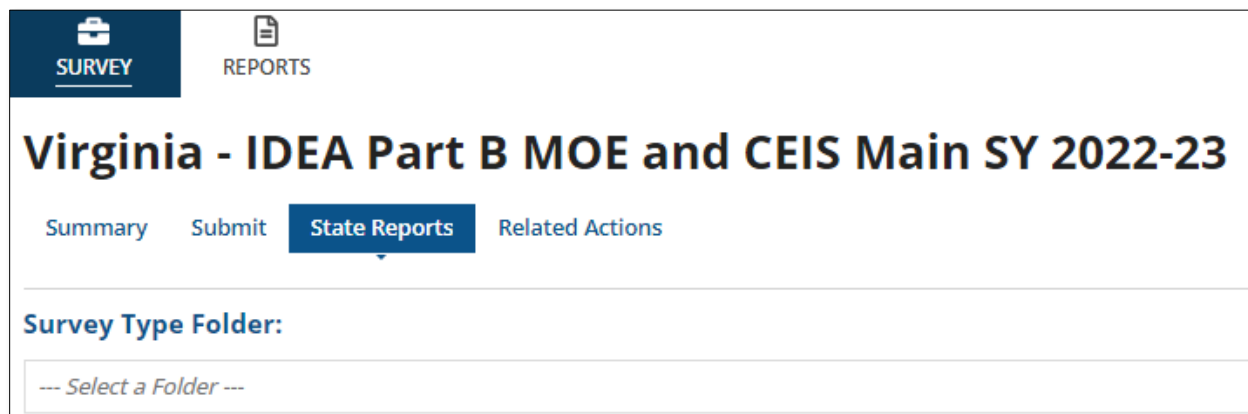 SURVEY
REPORTS
Virginia - IDEA Part B MOE and CEIS Main SY 2022-23
Summary Submit State Reports Related Actions
Survey Type Folder:
--- Select a Folder ---